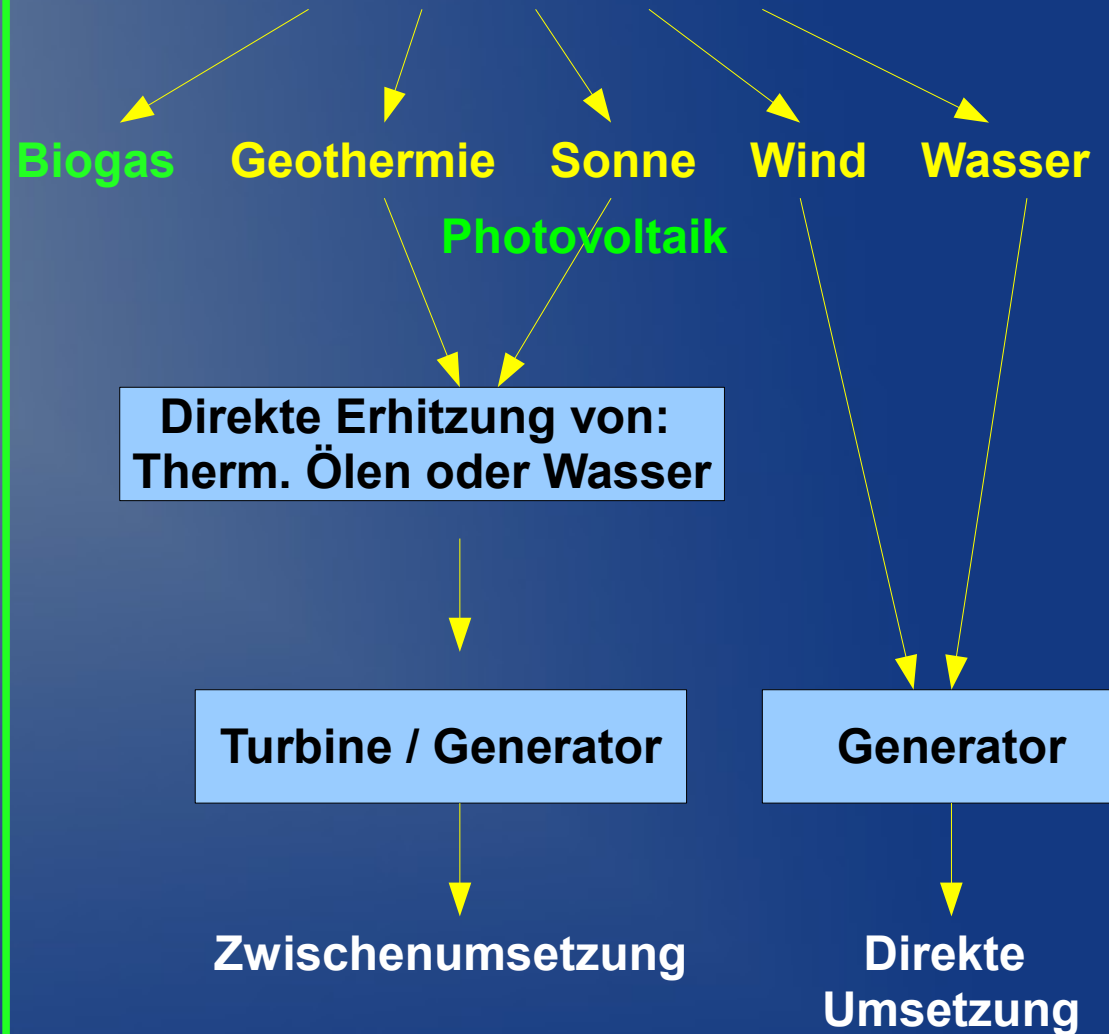 Biogas Geothermie Sonne Wind Wasser
Photovoltaik
Direkte Erhitzung von:
Therm. Ölen oder Wasser
Turbine / Generator
Generator
Zwischenumsetzung
Direkte
Umsetzung